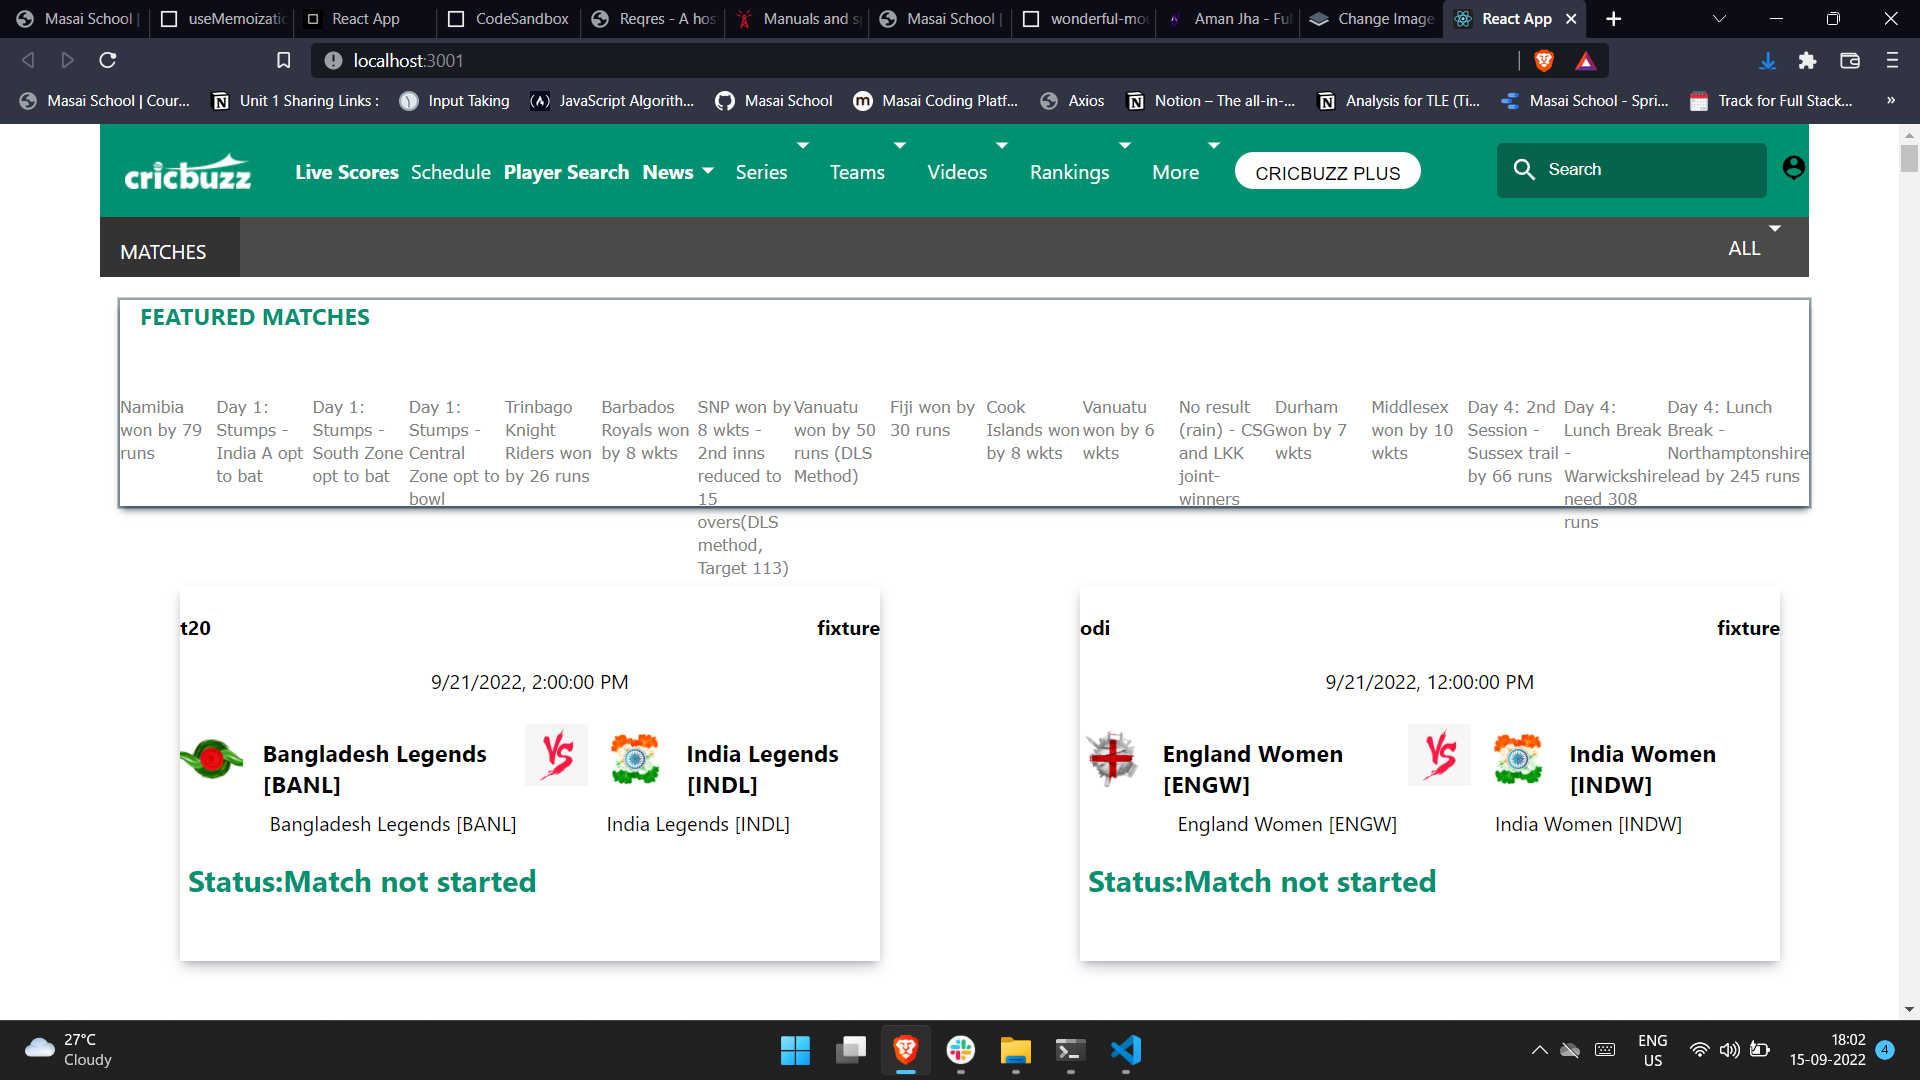 Masai School |
useMemoizatic
React App
CodeSandbox
Reqres - A hos
Manuals and s
Masai School |
wonderful-mou
Aman Jha - Ful
Change Image
React App
localhost:3001
Masai School | Cour...
Unit 1 Sharing Links :
Input Taking
JavaScript Algorith...
Masai School
Masai Coding Platf...
Axios
Notion – The all-in-...
Analysis for TLE (Ti...
Masai School - Spri...
Track for Full Stack...
»
cricbuzz
Live Scores
Schedule
Player Search
News
Series
Teams
Videos
Rankings
More
CRICBUZZ PLUS
Search
MATCHES
ALL
FEATURED MATCHES
Namibia
won by 79
runs
Day 1:
Stumps -
India A opt
to bat
Day 1:
Stumps -
South Zone
opt to bat
Day 1:
Stumps -
Central
Zone opt to
bowl
Trinbago
Knight
Riders won
by 26 runs
Barbados
Royals won
by 8 wkts
SNP won by
8 wkts -
2nd inns
reduced to
15
overs(DLS
method,
Target 113)
Vanuatu
won by 50
runs (DLS
Method)
Fiji won by
30 runs
Cook
Islands won
by 8 wkts
Vanuatu
won by 6
wkts
No result
(rain) - CSG
and LKK
joint-
winners
Durham
won by 7
wkts
Middlesex
won by 10
wkts
Day 4: 2nd
Session -
Sussex trail
by 66 runs
Day 4:
Lunch Break
-
Warwickshire
need 308
runs
Day 4: Lunch
Break -
Northamptonshire
lead by 245 runs
t20
fixture
9/21/2022, 2:00:00 PM
Bangladesh Legends
[BANL]
VS
India Legends
[INDL]
Bangladesh Legends [BANL]
India Legends [INDL]
Status:Match not started
odi
fixture
9/21/2022, 12:00:00 PM
England Women
[ENGW]
VS
India Women
[INDW]
England Women [ENGW]
India Women [INDW]
Status:Match not started
27°C
Cloudy
ENG
US
18:02
15-09-2022
4